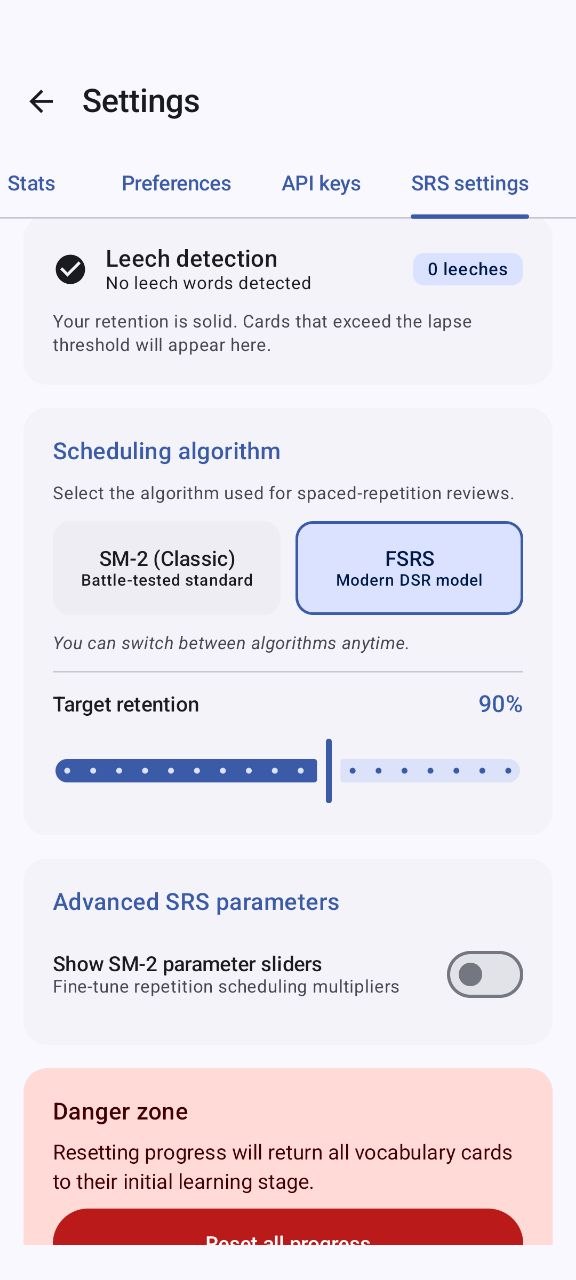 Settings
Stats
Preferences
API keys
SRS settings
Leech detection
No leech words detected
0 leeches
Your retention is solid. Cards that exceed the lapse
threshold will appear here.
Scheduling algorithm
Select the algorithm used for spaced-repetition reviews.
SM-2 (Classic)
Battle-tested standard
FSRS
Modern DSR model
You can switch between algorithms anytime.
Target retention
90%
Advanced SRS parameters
Show SM-2 parameter sliders
Fine-tune repetition scheduling multipliers
Danger zone
Resetting progress will return all vocabulary cards
to their initial learning stage.
Reset all progress